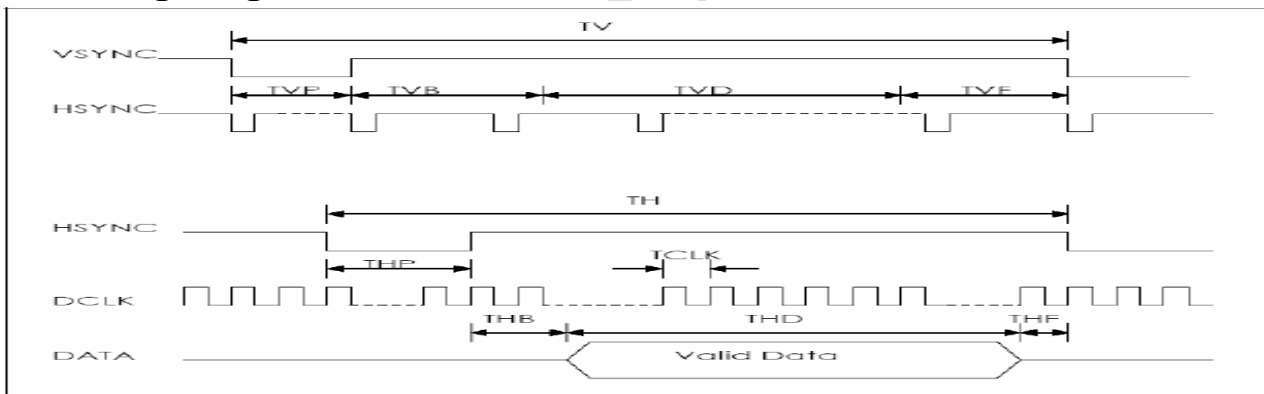 TV
VSYNC
TVP TVB TVD TVF
HSYNC
TH
HSYNC
THP TCLK
DCLK
THB THD THF
DATA Valid Data